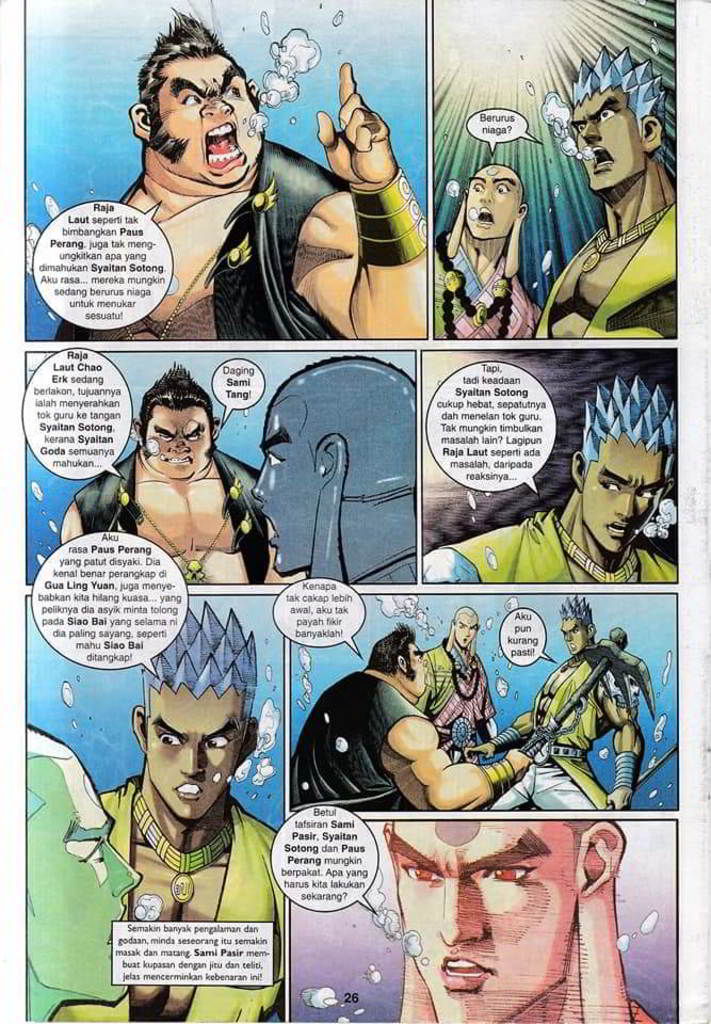 Raja
Laut seperti tak
bimbangkan Paus
Perang, juga tak meng-
ungkitkan apa yang
dimahukan Syaitan Sotong.
Aku rasa... mereka mungkin
sedang berurus niaga
untuk menukar
sesuatu!
Berurus
niaga?
Raja
Laut Chao
Erk sedang
berlakon, tujuannya
ialah menyerahkan
tok guru ke tangan
Syaitan Sotong,
kerana Syaitan
Goda semuanya
mahukan...
Daging
Sami
Tang!
Tapi,
tadi keadaan
Syaitan Sotong
cukup hebat, sepatutnya
dah menelan tok guru.
Tak mungkin timbulkan
masalah lain? Lagipun
Raja Laut seperti ada
masalah, daripada
reaksinya...
Aku
rasa Paus Perang
yang patut disyaki. Dia
kenal benar perangkap di
Gua Ling Yuan, juga menye-
babkan kita hilang kuasa... yang
peliknya dia asyik minta tolong
pada Siao Bai yang selama ni
dia paling sayang, seperti
mahu Siao Bai
ditangkap!
Semakin banyak pengalaman dan
godaan, minda seseorang itu semakin
masak dan matang. Sami Pasir mem-
buat kupasan dengan jitu dan teliti,
jelas mencerminkan kebenaran ini!
Kenapa
tak cakap lebih
awal, aku tak
payah fikir
banyaklah!
Aku
pun
kurang
pasti!
Betul
tafsiran Sami
Pasir, Syaitan
Sotong dan Paus
Perang mungkin
berpakat. Apa yang
harus kita lakukan
sekarang?
26